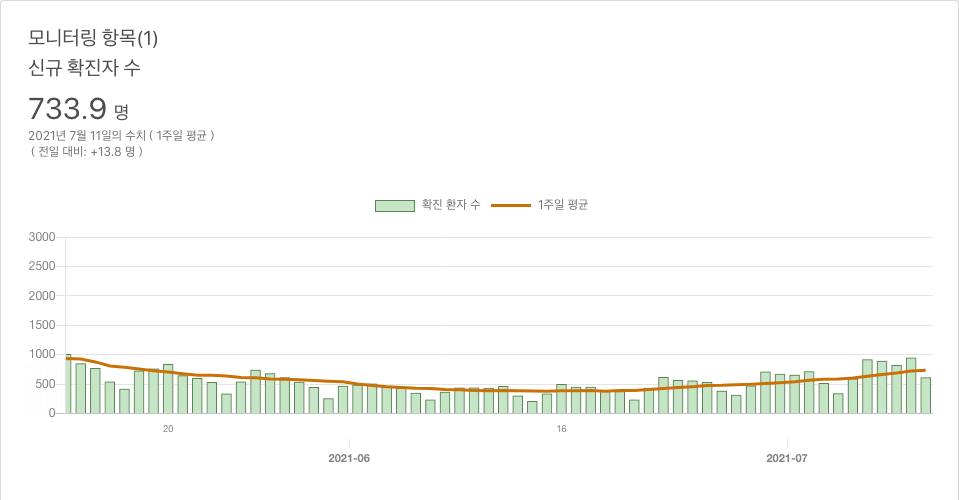 모니터링 항목(1)
신규 확진자 수
733.9 명
2021년 7월 11일의 수치 ( 1주일 평균 )
( 전일 대비: +13.8 명 )
확진 환자 수 1주일 평균
3000
2500
2000
1500
1000
500
0
20 16
2021-06 2021-07